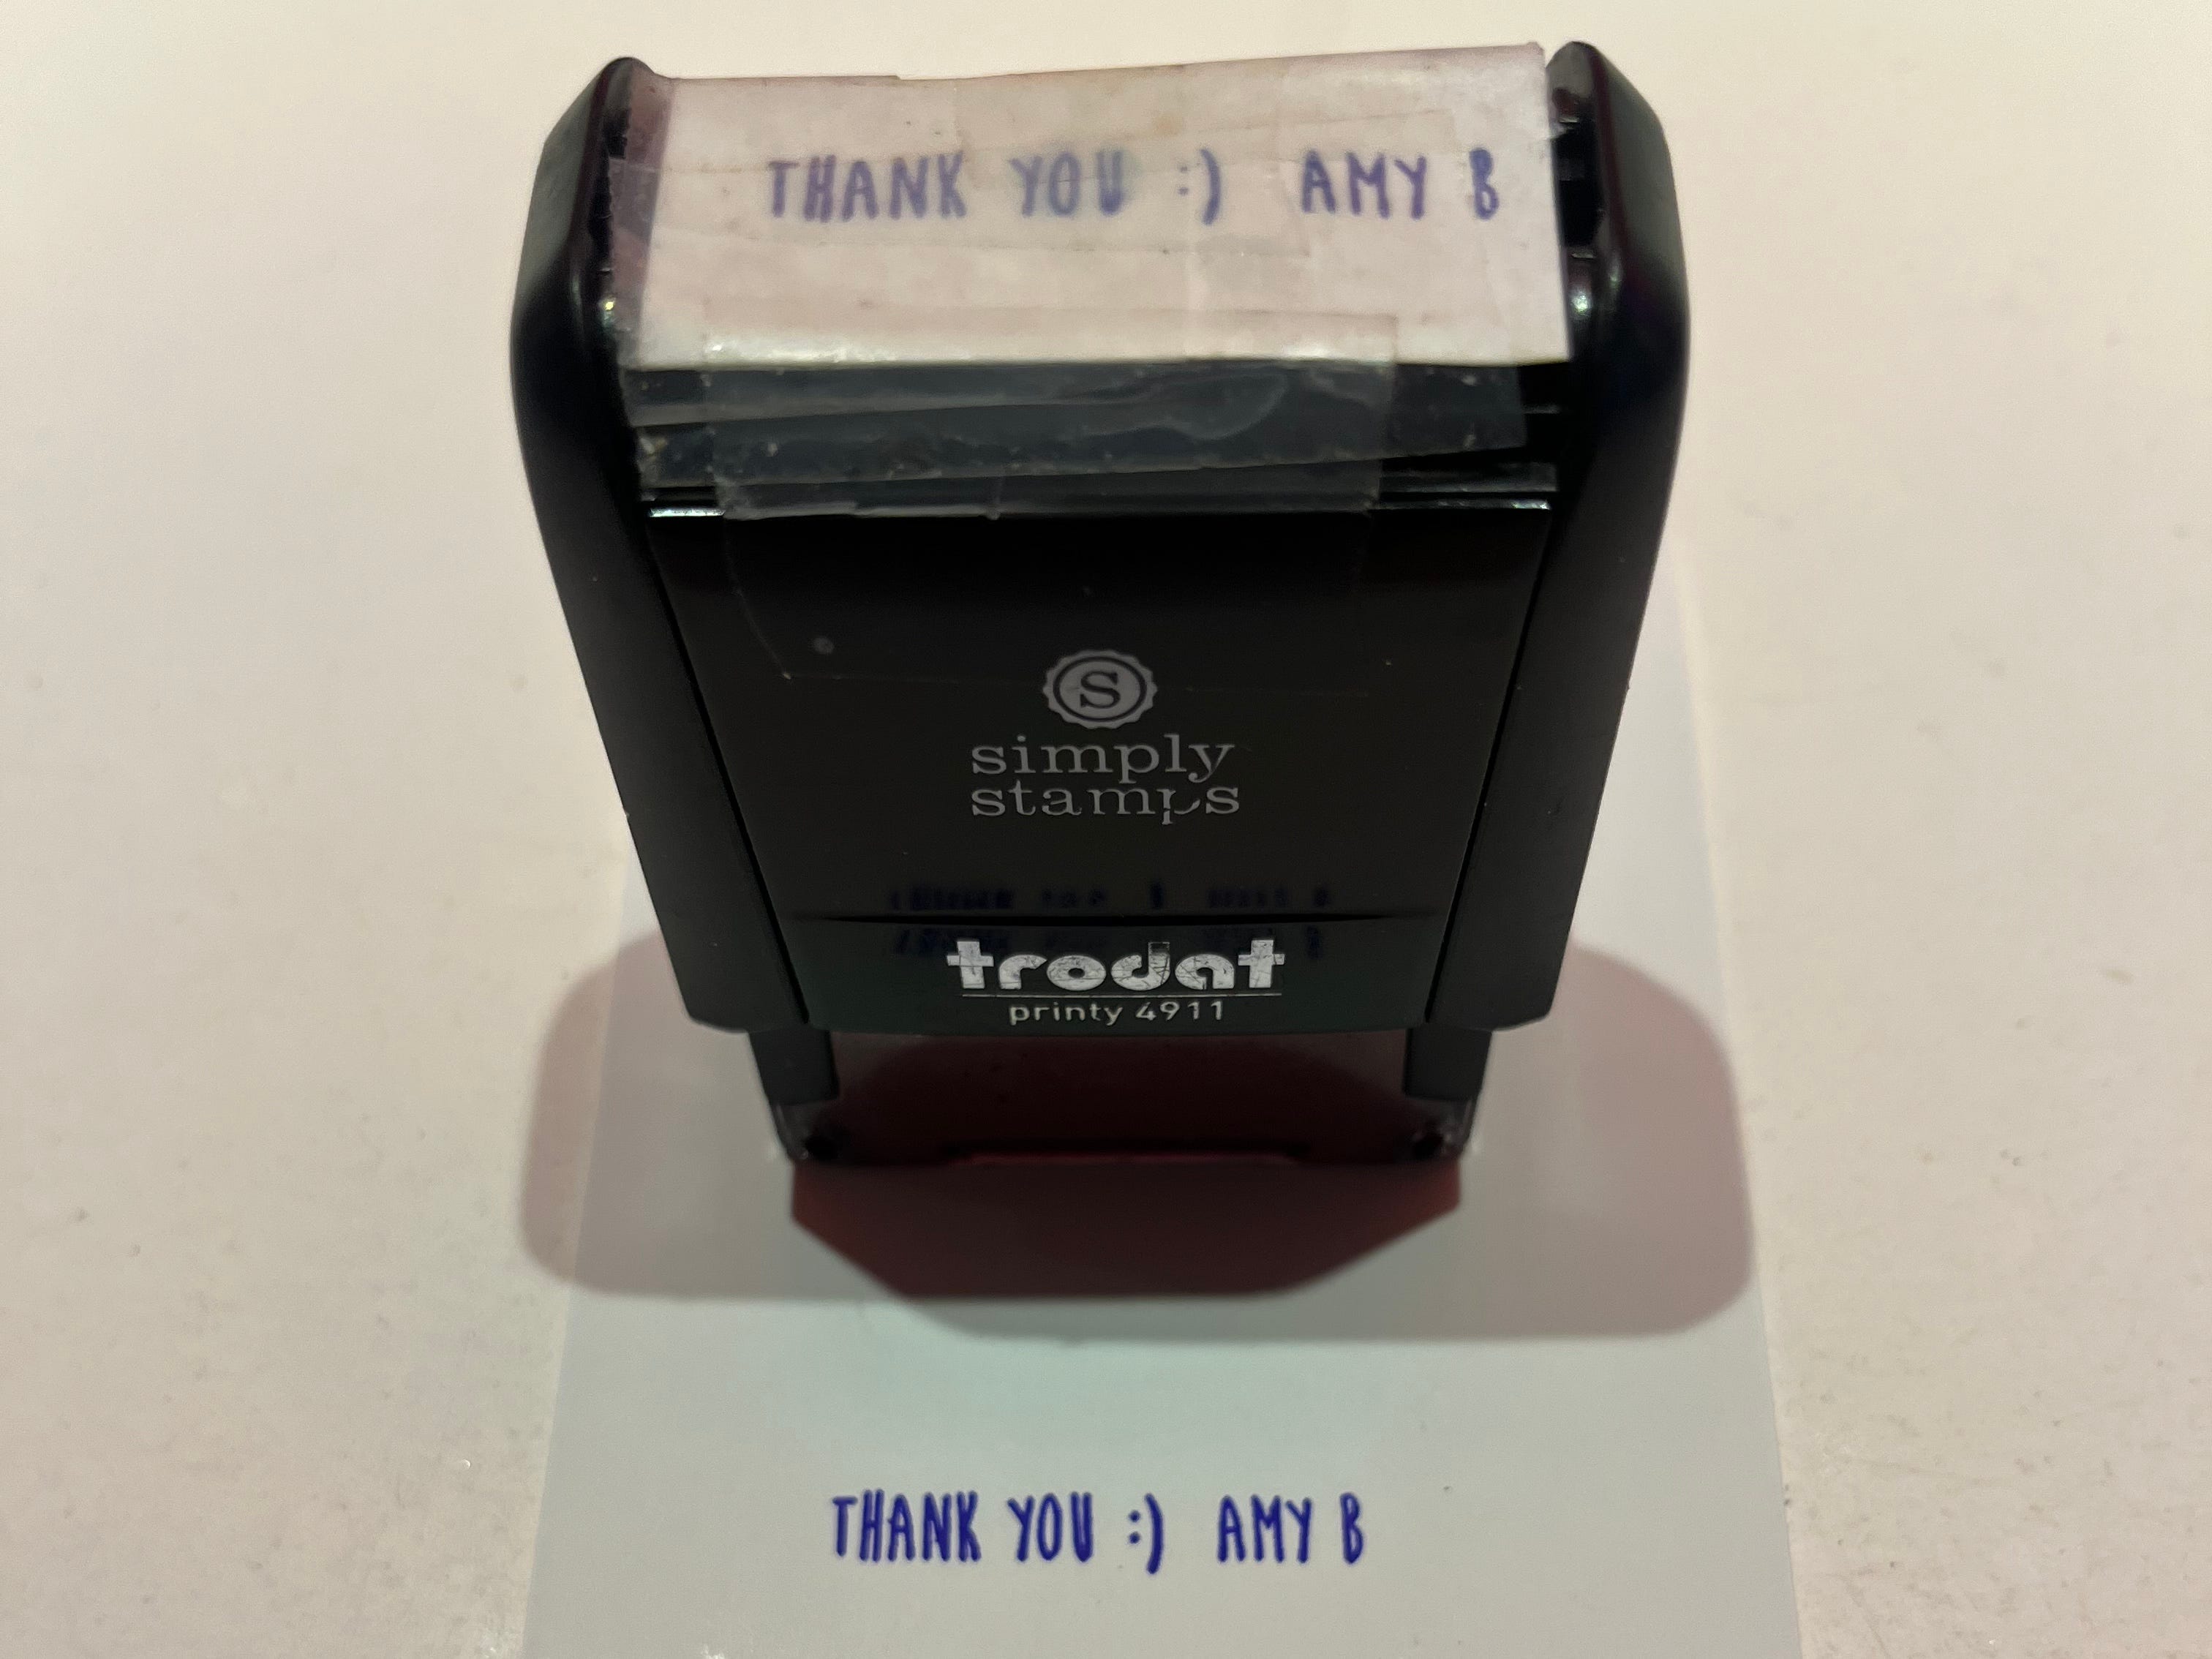 THANK YOU :) AMY B
S
simply
stamps
trodat
printy 4911
THANK YOU :) AMY B